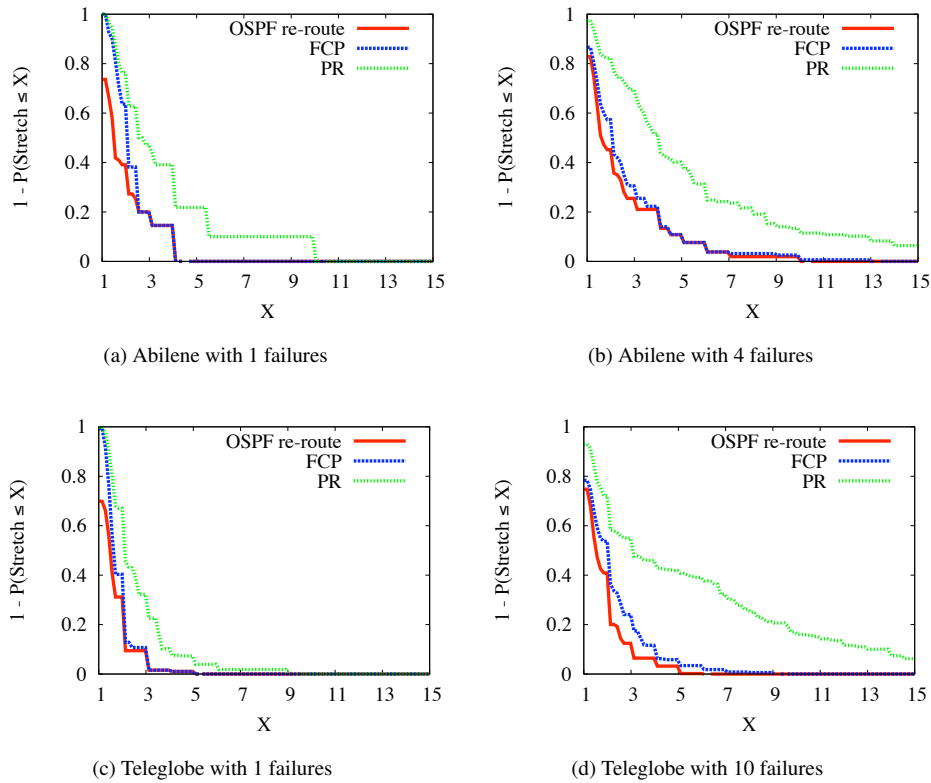 1 - P(Stretch ≤ X)
1
0.8
0.6
0.4
0.2
0
OSPF re-route
FCP
PR
1 3 5 7 9 11 13 15
X
(a) Abilene with 1 failures
1 - P(Stretch ≤ X)
1
0.8
0.6
0.4
0.2
0
OSPF re-route
FCP
PR
1 3 5 7 9 11 13 15
X
(b) Abilene with 4 failures
1 - P(Stretch ≤ X)
1
0.8
0.6
0.4
0.2
0
OSPF re-route
FCP
PR
1 3 5 7 9 11 13 15
X
(c) Teleglobe with 1 failures
1 - P(Stretch ≤ X)
1
0.8
0.6
0.4
0.2
0
OSPF re-route
FCP
PR
1 3 5 7 9 11 13 15
X
(d) Teleglobe with 10 failures